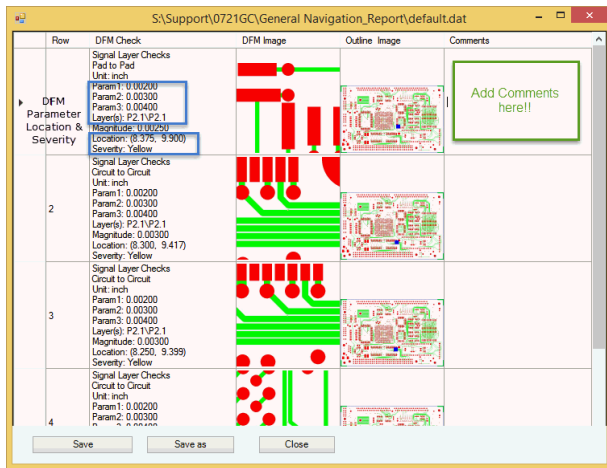 S:\Support\0721GC\General Navigation_Report\default.dat
Row DFM Check DFM Image Outline Image Comments
DFM
Parameter
Location &
Severity
Signal Layer Checks
Pad to Pad
Unit: inch
Param1: 0.00200
Param2: 0.00300
Param3: 0.00400
Layer(s): P2.1\P2.1
Magnitude: 0.00250
Location: (8.375, 9.900)
Severity: Yellow
Add Comments
here!!
2
Signal Layer Checks
Circuit to Circuit
Unit: inch
Param1: 0.00200
Param2: 0.00300
Param3: 0.00400
Layer(s): P2.1\P2.1
Magnitude: 0.00300
Location: (8.300, 9.417)
Severity: Yellow
3
Signal Layer Checks
Circuit to Circuit
Unit: inch
Param1: 0.00200
Param2: 0.00300
Param3: 0.00400
Layer(s): P2.1\P2.1
Magnitude: 0.00300
Location: (8.250, 9.399)
Severity: Yellow
4
Signal Layer Checks
Circuit to Circuit
Unit: inch
Param1: 0.00200
Param2: 0.00300
Save Save as Close